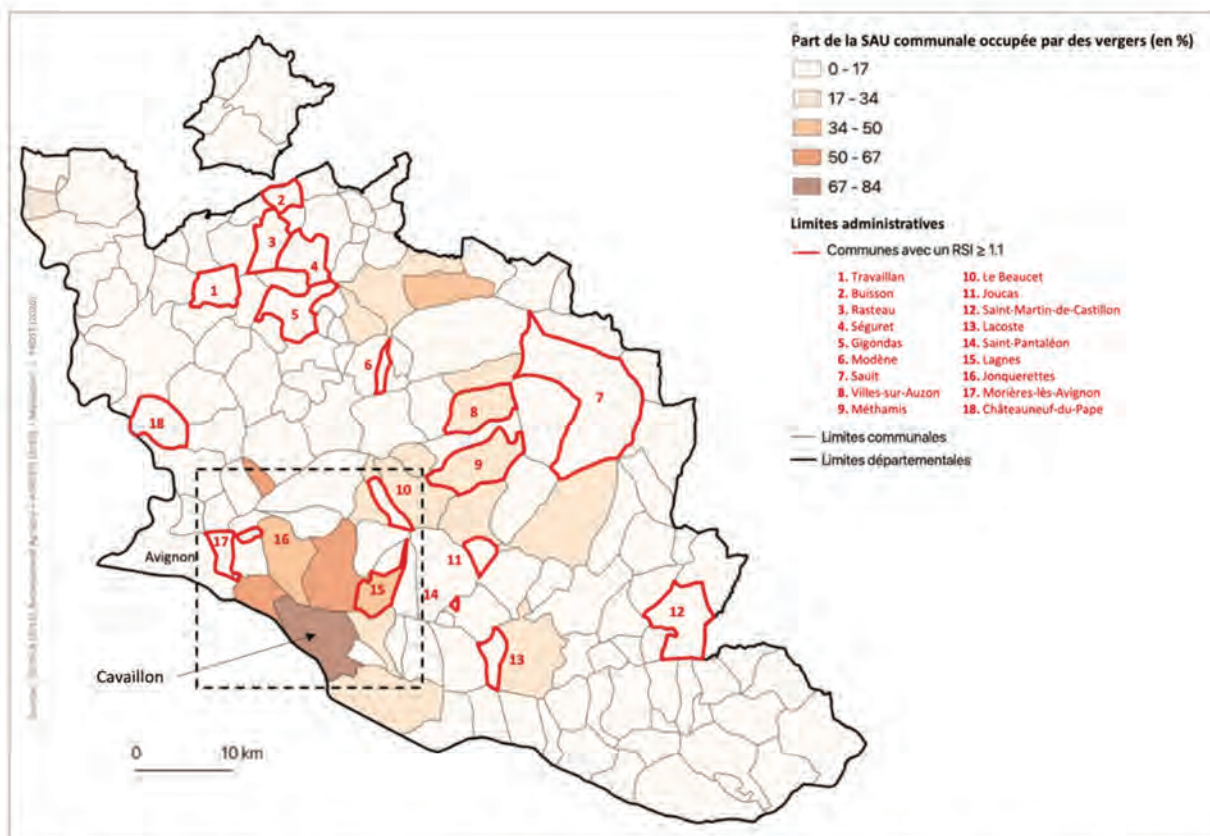 Part de la SAU communale occupée par des vergers (en %)
0 - 17
17 - 34
34 - 50
50 - 67
67 - 84
Limites administratives
Communes avec un RSI ≥ 1.1
1. Travaillan
2. Buisson
3. Rasteau
4. Séguret
5. Gigondas
6. Modène
7. Sault
8. Villes-sur-Auzon
9. Méthamis
10. Le Beaucet
11. Joucas
12. Saint-Martin-de-Castillon
13. Lacoste
14. Saint-Pantaléon
15. Lagnes
16. Jonquerettes
17. Morières-lès-Avignon
18. Châteauneuf-du-Pape
Limites communales
Limites départementales
2
3
4
1
5
6
7
8
18
9
10
17
16
Avignon
11
15
14
12
13
Cavaillon
0 10 km